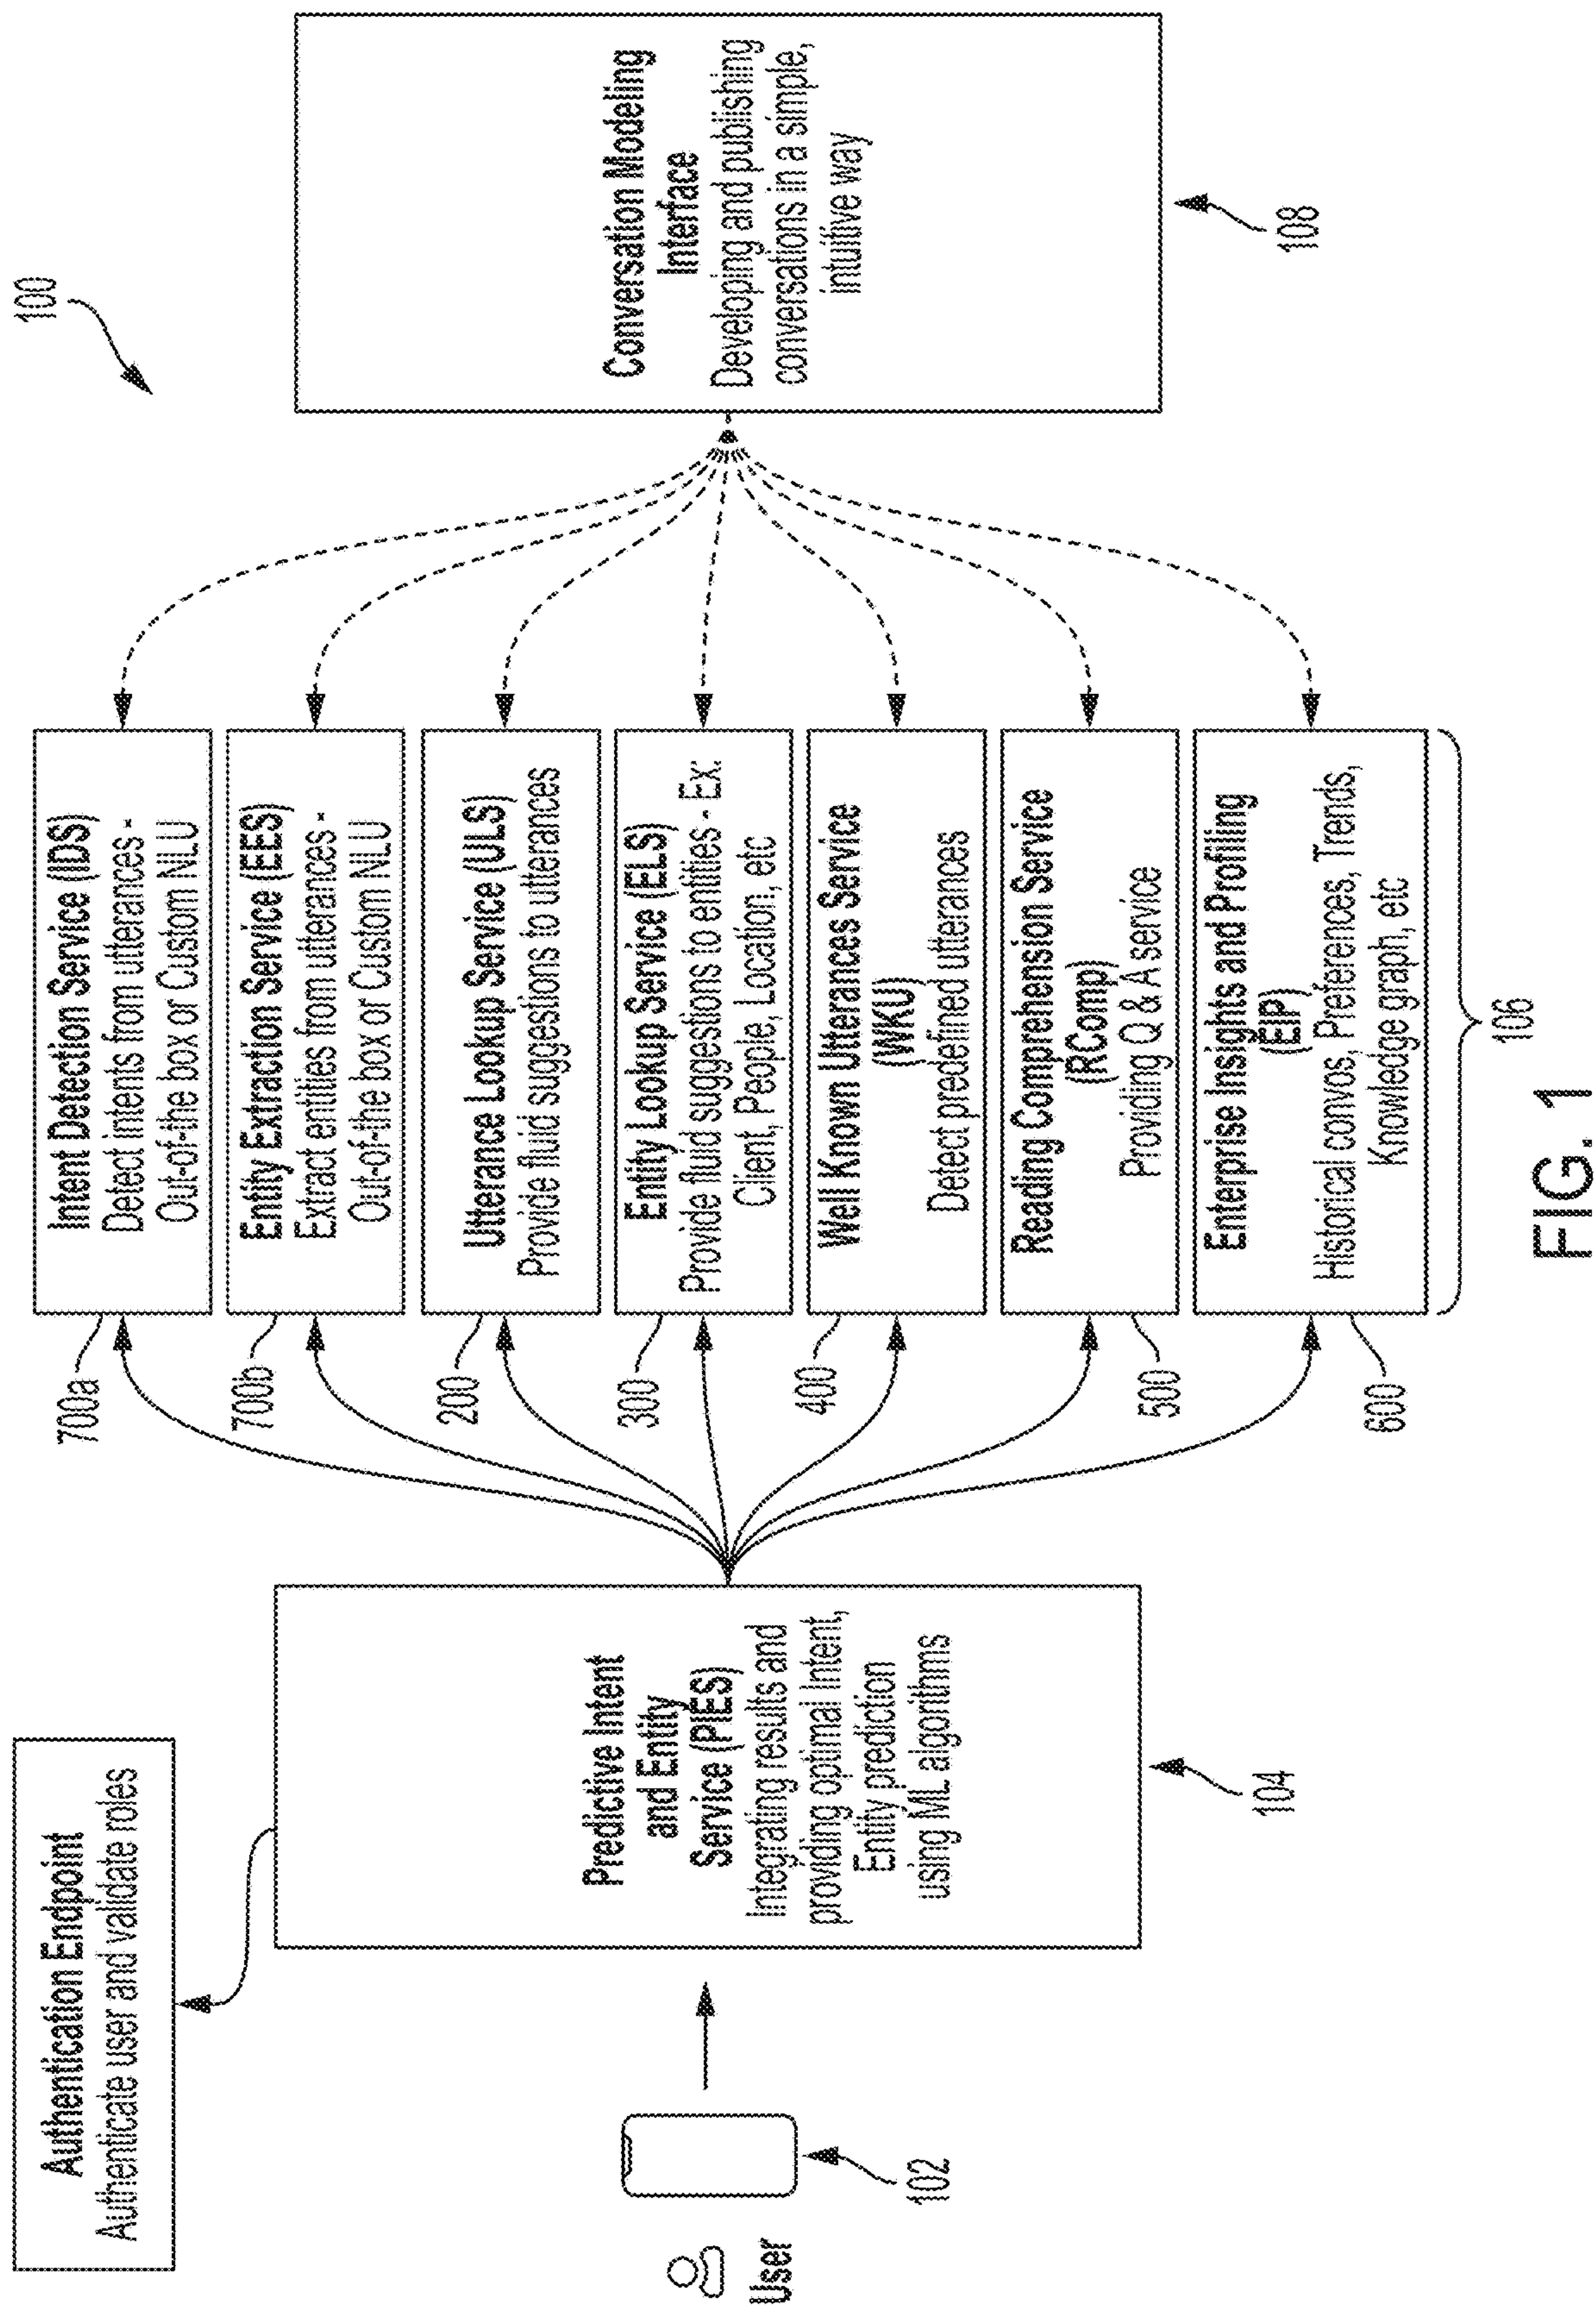 100
Authentication Endpoint
Authenticate user and validate roles
User
102
Predictive Intent
and Entity
Service (PIES)
Integrating results and
providing optimal Intent,
Entity prediction
using ML algorithms
104
700a
Intent Detection Service (IDS)
Detect intents from utterances -
Out-of-the box or Custom NLU
700b
Entity Extraction Service (EES)
Extract entities from utterances -
Out-of-the box or Custom NLU
200
Utterance Lookup Service (ULS)
Provide fluid suggestions to utterances
300
Entity Lookup Service (ELS)
Provide fluid suggestions to entities - Ex:
Client, People, Location, etc
400
Well Known Utterances Service
(WKU)
Detect predefined utterances
500
Reading Comprehension Service
(RComp)
Providing Q & A service
600
Enterprise Insights and Profiling
(EIP)
Historical convos, Preferences, Trends,
Knowledge graph, etc
106
Conversation Modeling
Interface
Developing and publishing
conversations in a simple,
intuitive way
108
FIG. 1